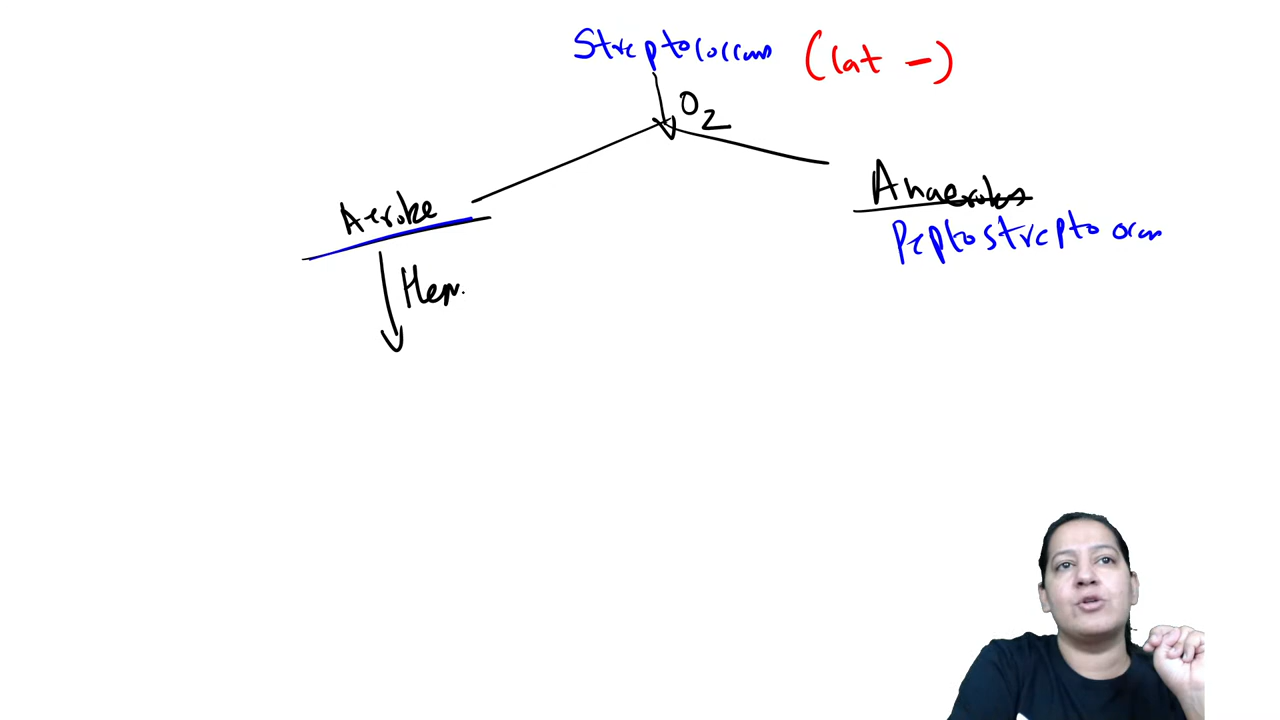 Streptococcus (Cat -)
O2
Aerobe
Anaerobes
Peptostreptococcus
Hem.